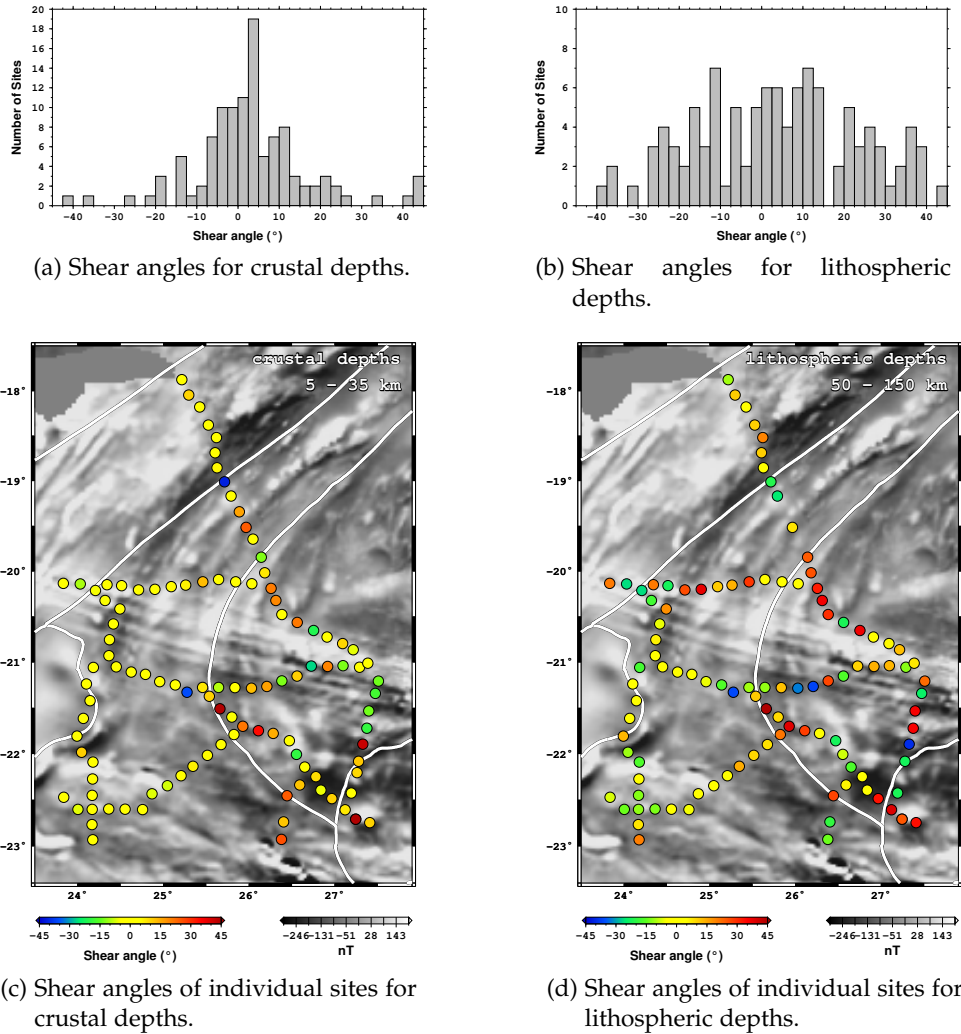 20
18
16
14
12
10
8
6
4
2
0
Number of Sites
−40 −30 −20 −10 0 10 20 30 40
Shear angle (°)
(a) Shear angles for crustal depths.
10
8
6
4
2
0
Number of Sites
−40 −30 −20 −10 0 10 20 30 40
Shear angle (°)
(b) Shear angles for lithospheric
depths.
crustal depths
5 − 35 km
−18°
−19°
−20°
−21°
−22°
−23°
24° 25° 26° 27°
−45 −30 −15 0 15 30 45
Shear angle (°)
−246−131 −51 28 143
nT
(c) Shear angles of individual sites for
crustal depths.
lithospheric depths
50 − 150 km
−18°
−19°
−20°
−21°
−22°
−23°
24° 25° 26° 27°
−45 −30 −15 0 15 30 45
Shear angle (°)
−246−131 −51 28 143
nT
(d) Shear angles of individual sites for
lithospheric depths.